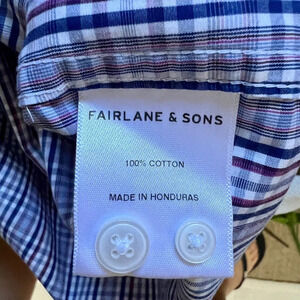 FAIRLANE & SONS
100% COTTON
MADE IN HONDURAS